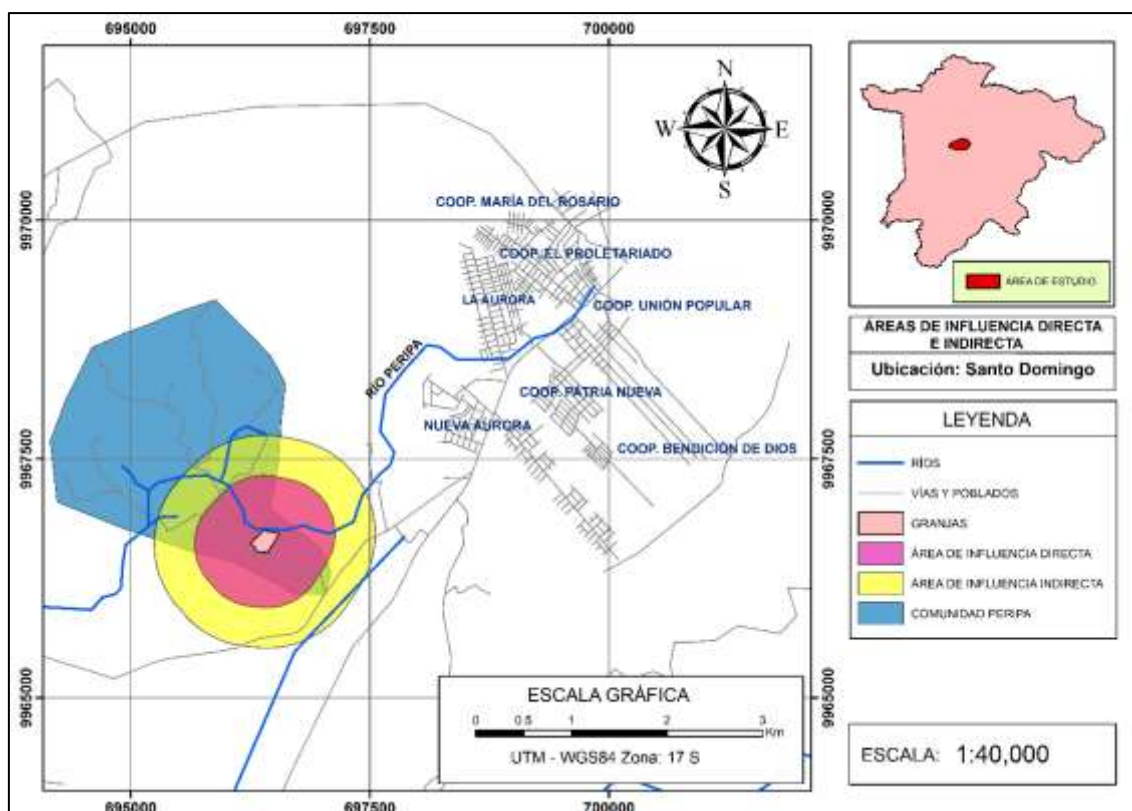 695000
697500
700000
N
W
E
S
9970000
9970000
COOP. MARÍA DEL ROSARIO
COOP. EL PROLETARIADO
LA AURORA
COOP. UNIÓN POPULAR
RÍO PERIPA
COOP. PATRIA NUEVA
NUEVA AURORA
COOP. BENDICIÓN DE DIOS
9967500
9967500
9965000
9965000
ESCALA GRÁFICA
0 0.5 1 2 3
Km
UTM - WGS84 Zona: 17 S
695000
697500
700000
ÁREA DE ESTUDIO
ÁREAS DE INFLUENCIA DIRECTA
E INDIRECTA
Ubicación: Santo Domingo
LEYENDA
RÍOS
VÍAS Y POBLADOS
GRANJAS
ÁREA DE INFLUENCIA DIRECTA
ÁREA DE INFLUENCIA INDIRECTA
COMUNIDAD PERIPA
ESCALA: 1:40,000